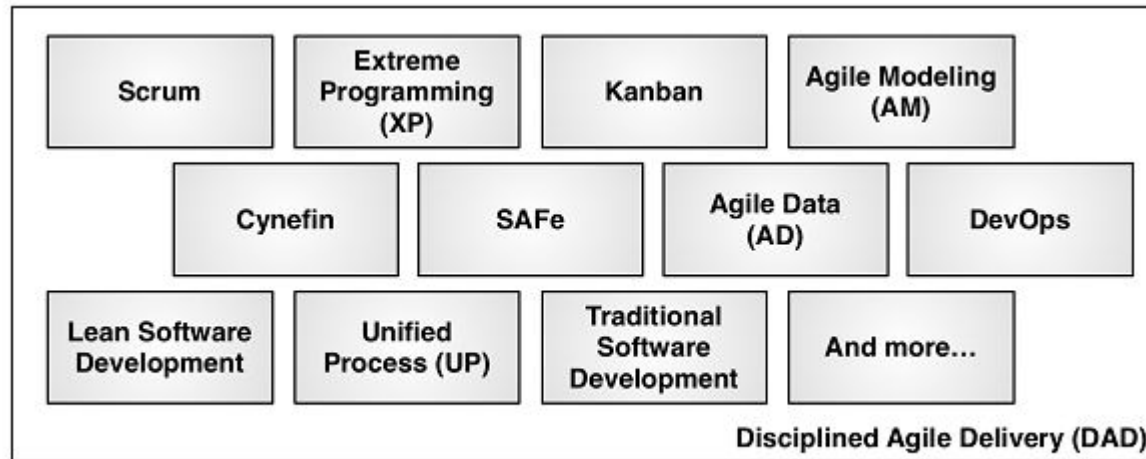 Scrum
Extreme
Programming
(XP)
Kanban
Agile Modeling
(AM)
Cynefin
SAFe
Agile Data
(AD)
DevOps
Lean Software
Development
Unified
Process (UP)
Traditional
Software
Development
And more…
Disciplined Agile Delivery (DAD)